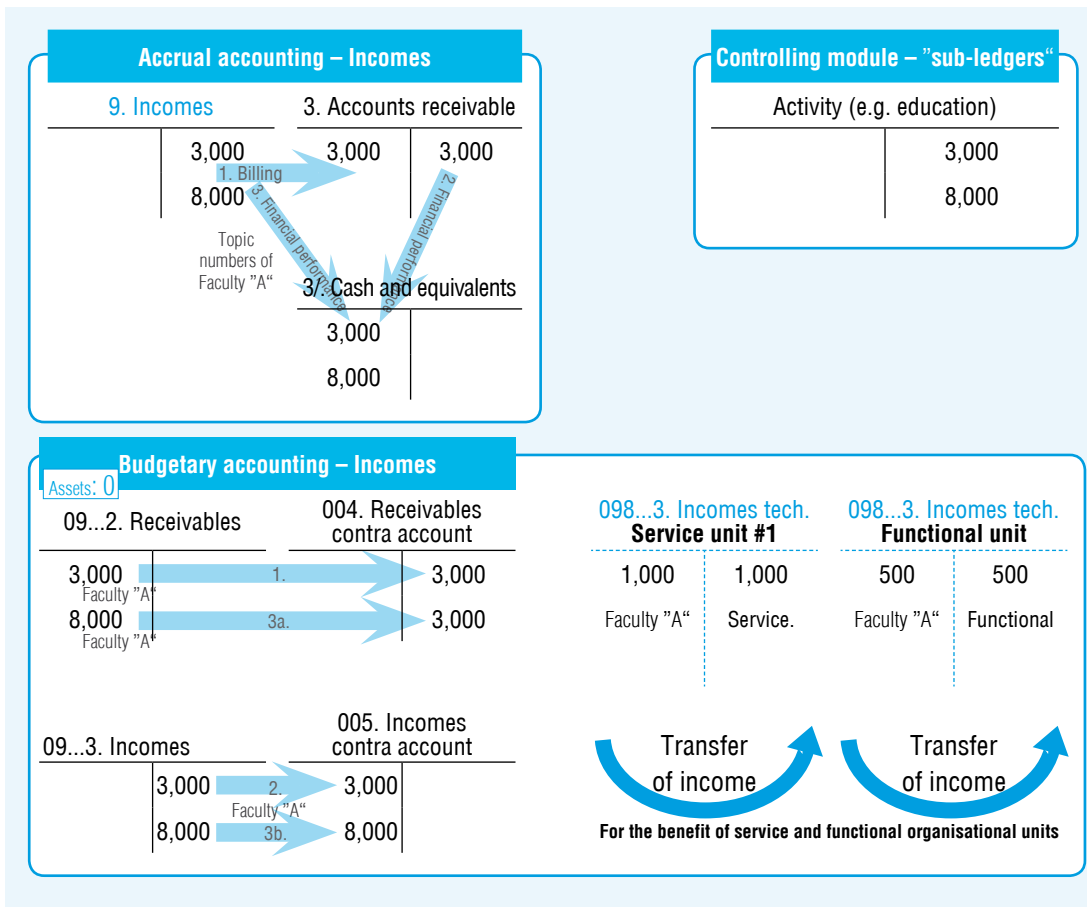 Accrual accounting – Incomes
9. Incomes
3. Accounts receivable
3,000
3,000
3,000
1. Billing
8,000
3. Financial performance
2. Financial performance
Topic
numbers of
Faculty ”A“
3/. Cash and equivalents
3,000
8,000
Controlling module – ”sub-ledgers“
Activity (e.g. education)
3,000
8,000
Budgetary accounting – Incomes
Assets: 0
09...2. Receivables
004. Receivables
contra account
3,000
1.
3,000
Faculty ”A“
8,000
3a.
3,000
Faculty ”A“
09...3. Incomes
005. Incomes
contra account
3,000
2.
3,000
Faculty ”A“
8,000
3b.
8,000
098...3. Incomes tech.
Service unit #1
1,000
1,000
Faculty ”A“
Service.
Transfer
of income
098...3. Incomes tech.
Functional unit
500
500
Faculty ”A“
Functional
Transfer
of income
For the benefit of service and functional organisational units